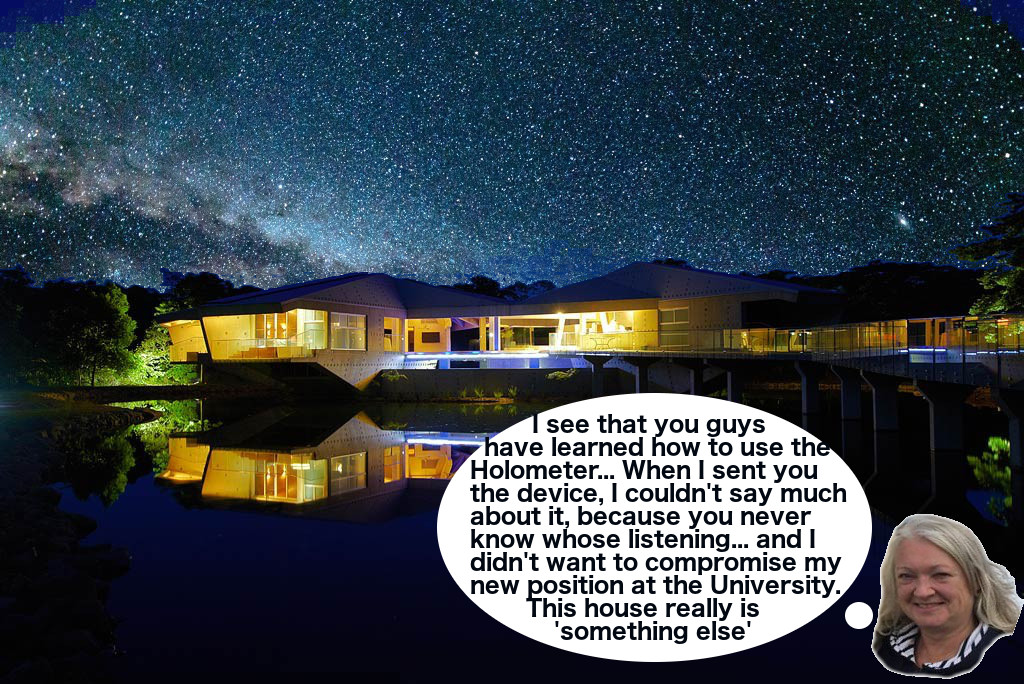 I see that you guys
have learned how to use the
Holometer... When I sent you
the device, I couldn't say much
about it, because you never
know whose listening... and I
didn't want to compromise my
new position at the University.
This house really is
'something else'